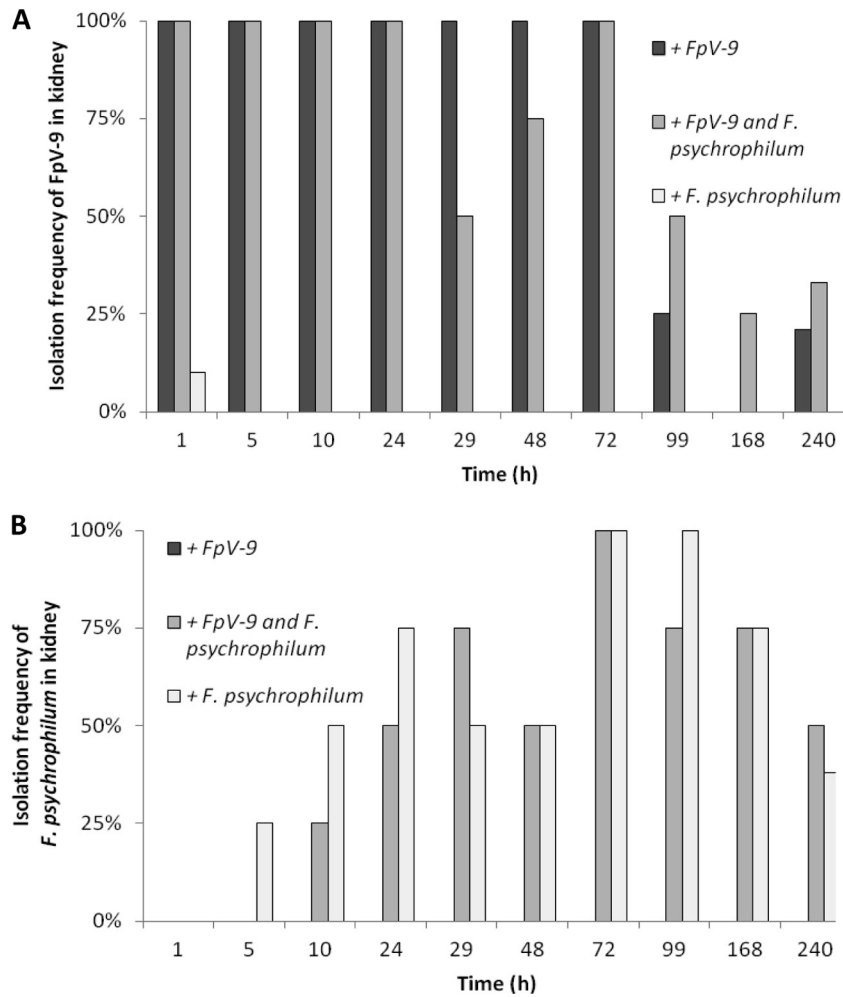 A
Isolation frequency of FpV-9 in kidney
100%
75%
50%
25%
0%
+ FpV-9
+ FpV-9 and F.
psychrophilum
+ F. psychrophilum
1 5 10 24 29 48 72 99 168 240
Time (h)
B
Isolation frequency of
F. psychrophilum in kidney
100%
75%
50%
25%
0%
+ FpV-9
+ FpV-9 and F.
psychrophilum
+ F. psychrophilum
1 5 10 24 29 48 72 99 168 240
Time (h)